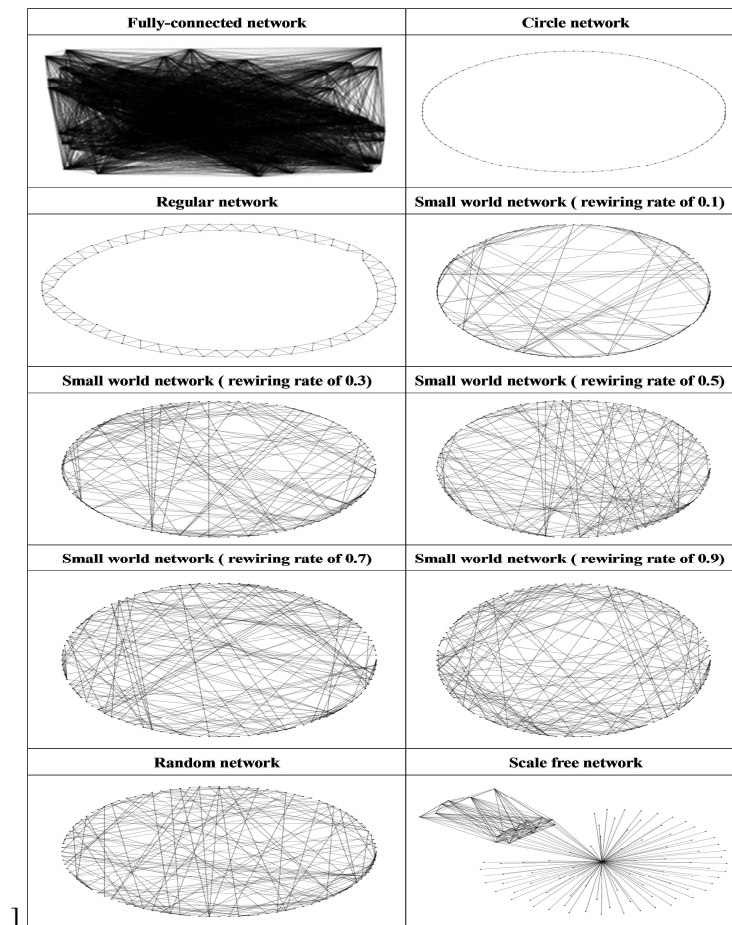 Fully-connected network
Circle network
Regular network
Small world network ( rewiring rate of 0.1)
Small world network ( rewiring rate of 0.3)
Small world network ( rewiring rate of 0.5)
Small world network ( rewiring rate of 0.7)
Small world network ( rewiring rate of 0.9)
Random network
Scale free network